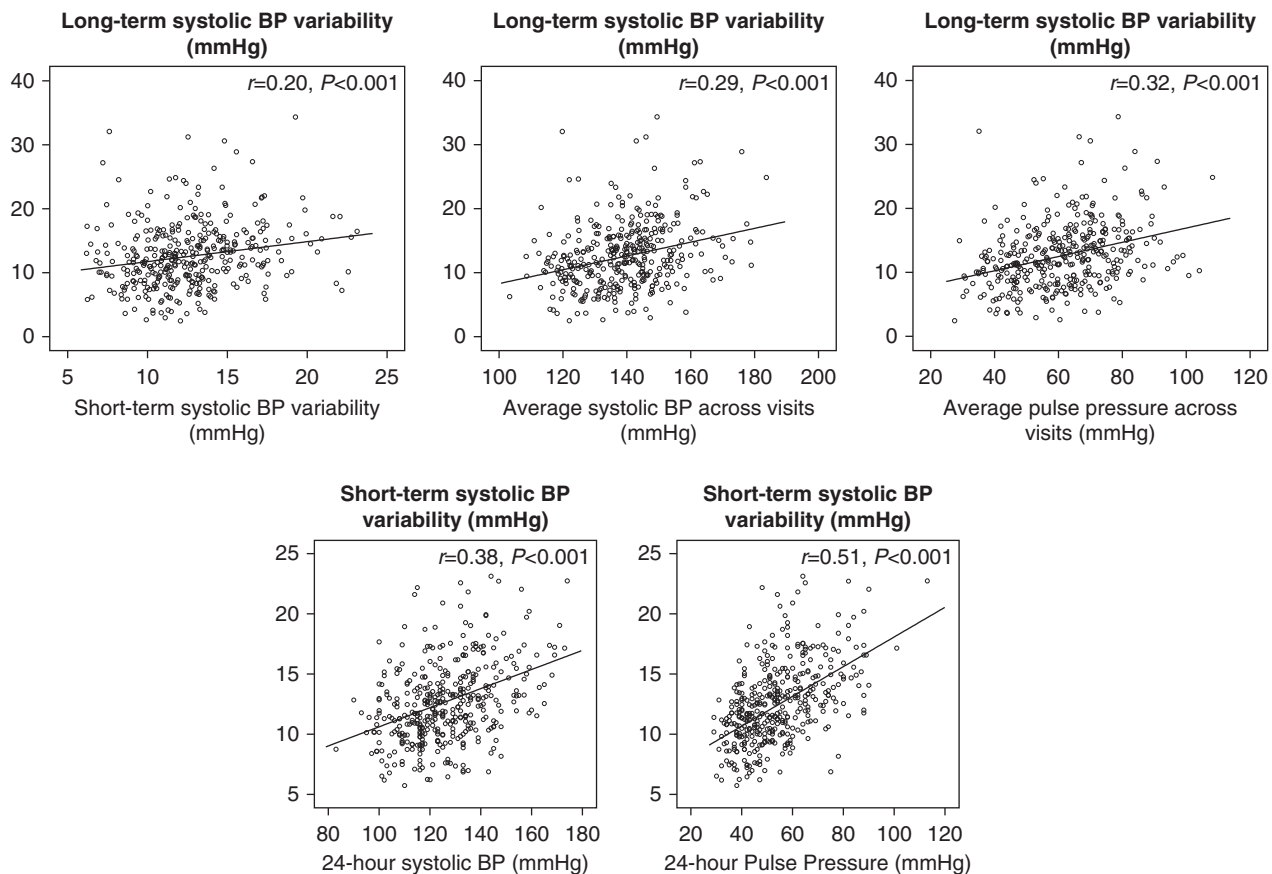 Long-term systolic BP variability
(mmHg)
r=0.20, P<0.001
40
30
20
10
0
5 10 15 20 25
Short-term systolic BP variability
(mmHg)
Long-term systolic BP variability
(mmHg)
r=0.29, P<0.001
40
30
20
10
0
100 120 140 160 180 200
Average systolic BP across visits
(mmHg)
Long-term systolic BP variability
(mmHg)
r=0.32, P<0.001
40
30
20
10
0
20 40 60 80 100 120
Average pulse pressure across
visits (mmHg)
Short-term systolic BP
variability (mmHg)
r=0.38, P<0.001
25
20
15
10
5
80 100 120 140 160 180
24-hour systolic BP (mmHg)
Short-term systolic BP
variability (mmHg)
r=0.51, P<0.001
25
20
15
10
5
20 40 60 80 100 120
24-hour Pulse Pressure (mmHg)